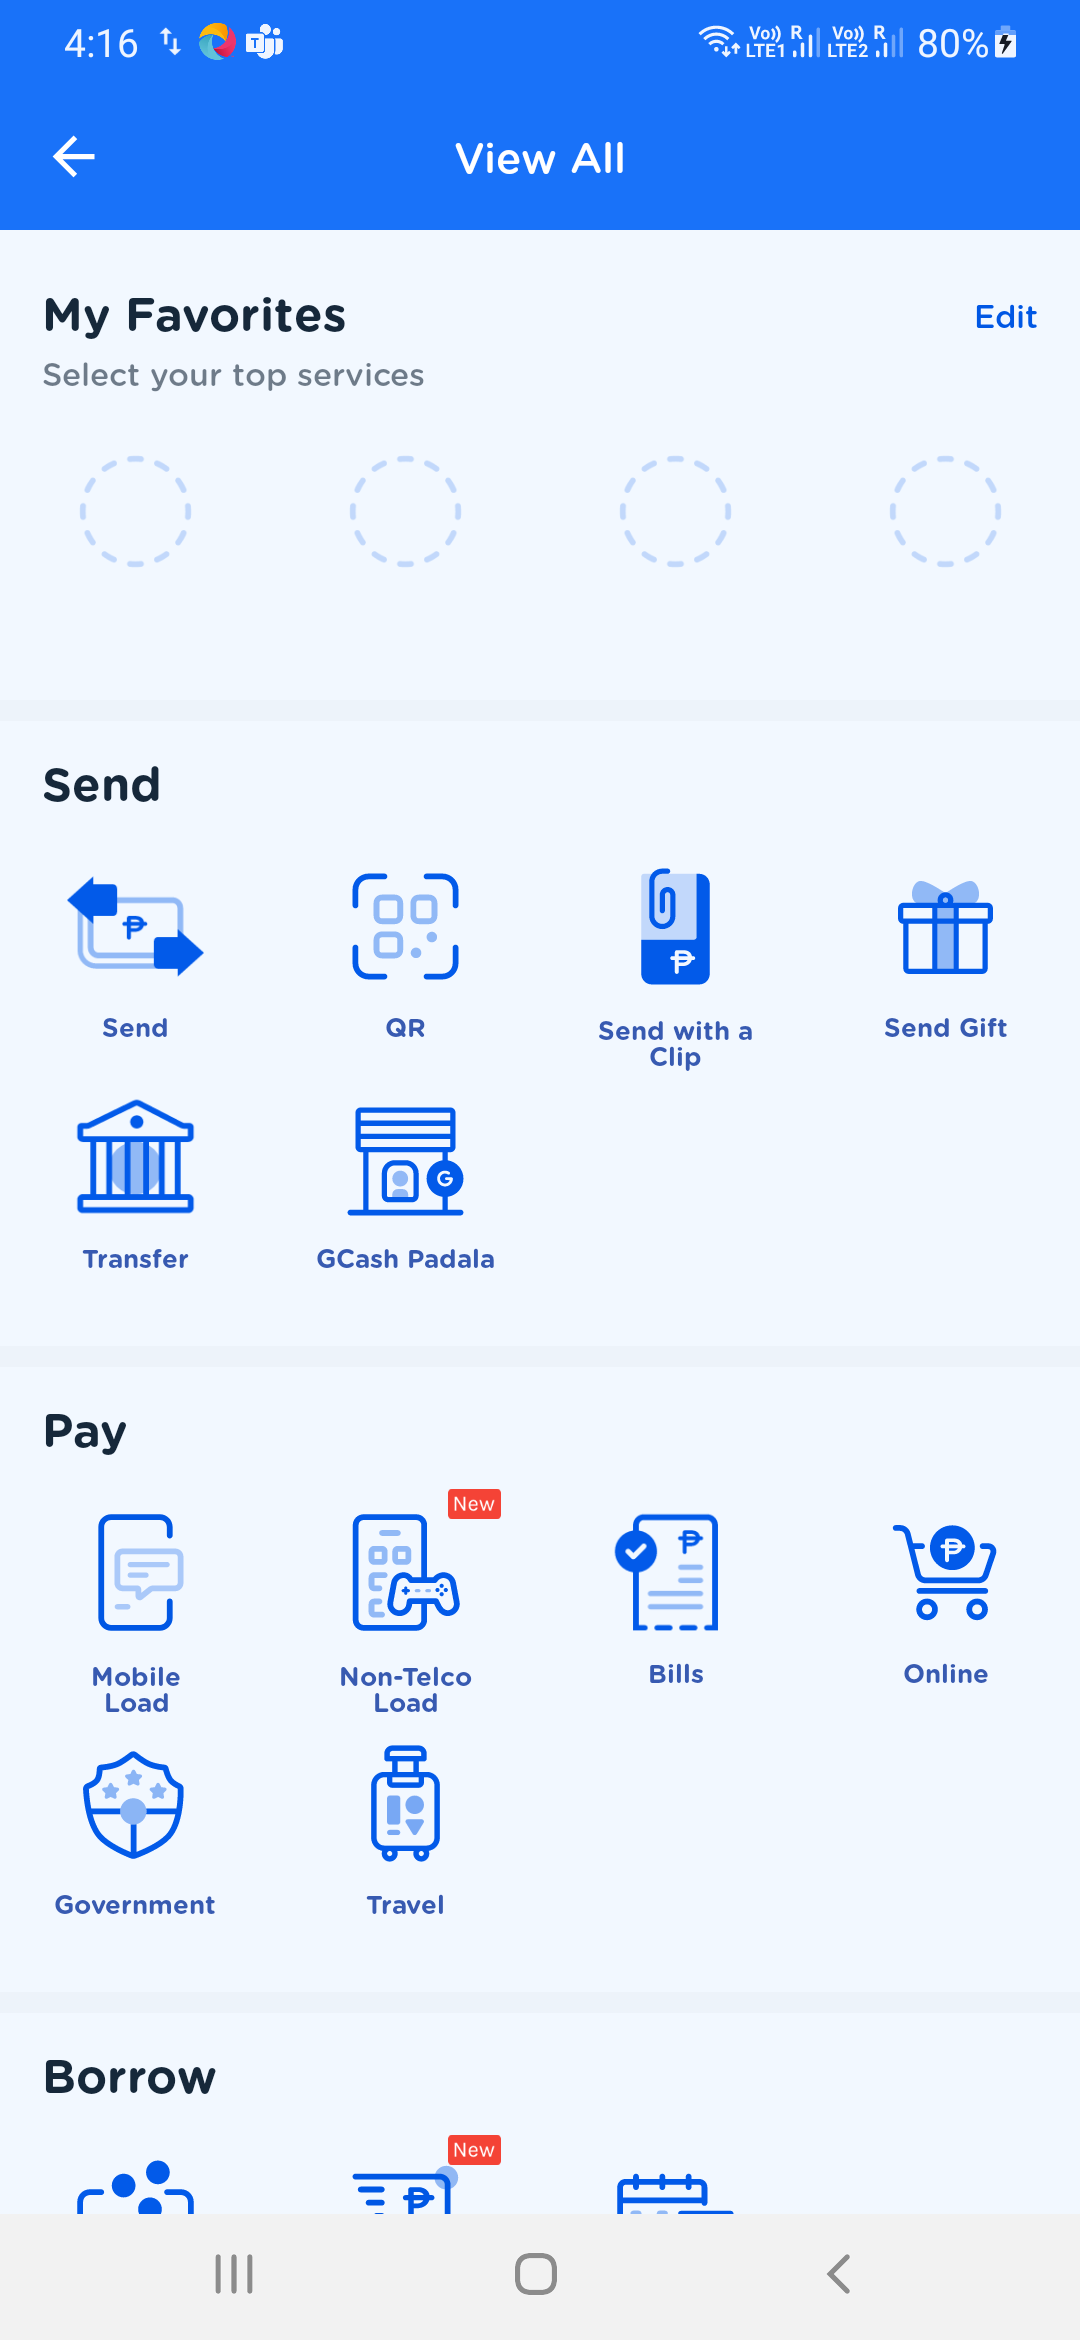 4:16
Vo)) LTE1 R Vo)) LTE2 R 80%
View All
My Favorites
Edit
Select your top services
Send
Send
QR
Send with a
Clip
Send Gift
G
Transfer
GCash Padala
Pay
New
Mobile
Load
Non-Telco
Load
Bills
Online
Government
Travel
Borrow
New